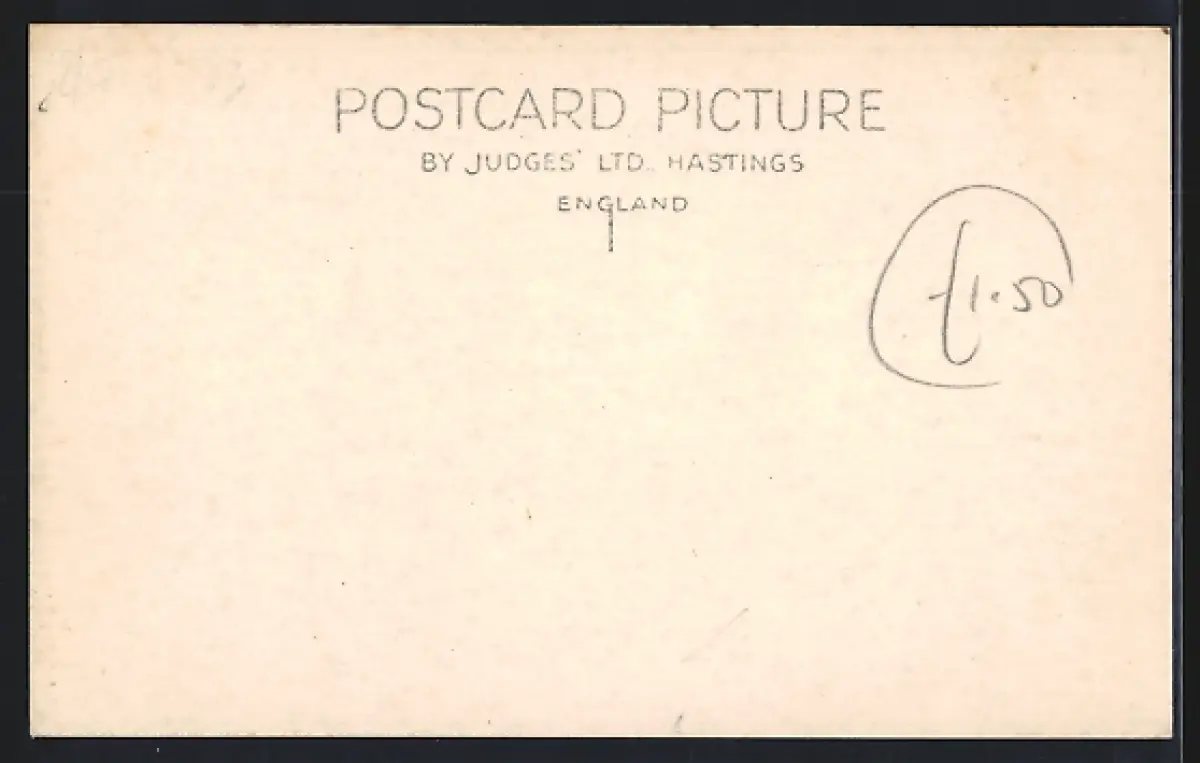 POSTCARD PICTURE
BY JUDGES' LTD., HASTINGS
ENGLAND
£1.50